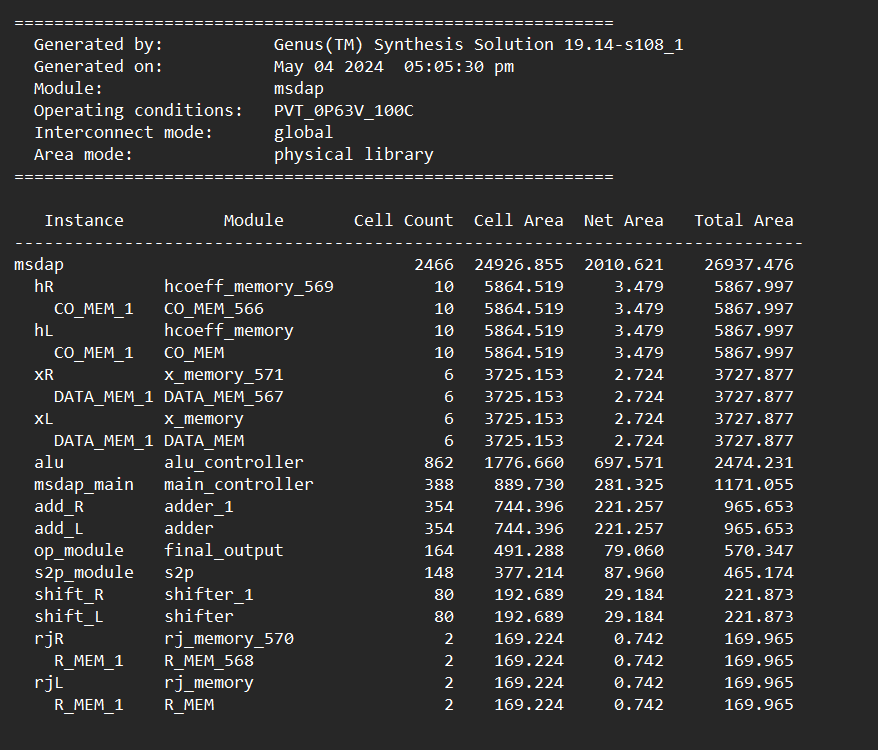 ============================================================
  Generated by:           Genus(TM) Synthesis Solution 19.14-s108_1
  Generated on:           May 04 2024  05:05:30 pm
  Module:                 msdap
  Operating conditions:   PVT_0P63V_100C
  Interconnect mode:      global
  Area mode:              physical library
============================================================
   Instance          Module       Cell Count  Cell Area  Net Area   Total Area
-------------------------------------------------------------------------------
msdap                                   2466  24926.855  2010.621    26937.476
  hR           hcoeff_memory_569          10   5864.519     3.479     5867.997
    CO_MEM_1   CO_MEM_566                 10   5864.519     3.479     5867.997
  hL           hcoeff_memory              10   5864.519     3.479     5867.997
    CO_MEM_1   CO_MEM                     10   5864.519     3.479     5867.997
  xR           x_memory_571                6   3725.153     2.724     3727.877
    DATA_MEM_1 DATA_MEM_567                6   3725.153     2.724     3727.877
  xL           x_memory                    6   3725.153     2.724     3727.877
    DATA_MEM_1 DATA_MEM                    6   3725.153     2.724     3727.877
  alu          alu_controller            862   1776.660   697.571     2474.231
  msdap_main   main_controller           388    889.730   281.325     1171.055
  add_R        adder_1                   354    744.396   221.257      965.653
  add_L        adder                     354    744.396   221.257      965.653
  op_module    final_output              164    491.288    79.060      570.347
  s2p_module   s2p                       148    377.214    87.960      465.174
  shift_R      shifter_1                  80    192.689    29.184      221.873
  shift_L      shifter                    80    192.689    29.184      221.873
  rjR          rj_memory_570               2    169.224     0.742      169.965
    R_MEM_1    R_MEM_568                   2    169.224     0.742      169.965
  rjL          rj_memory                   2    169.224     0.742      169.965
    R_MEM_1    R_MEM                       2    169.224     0.742      169.965